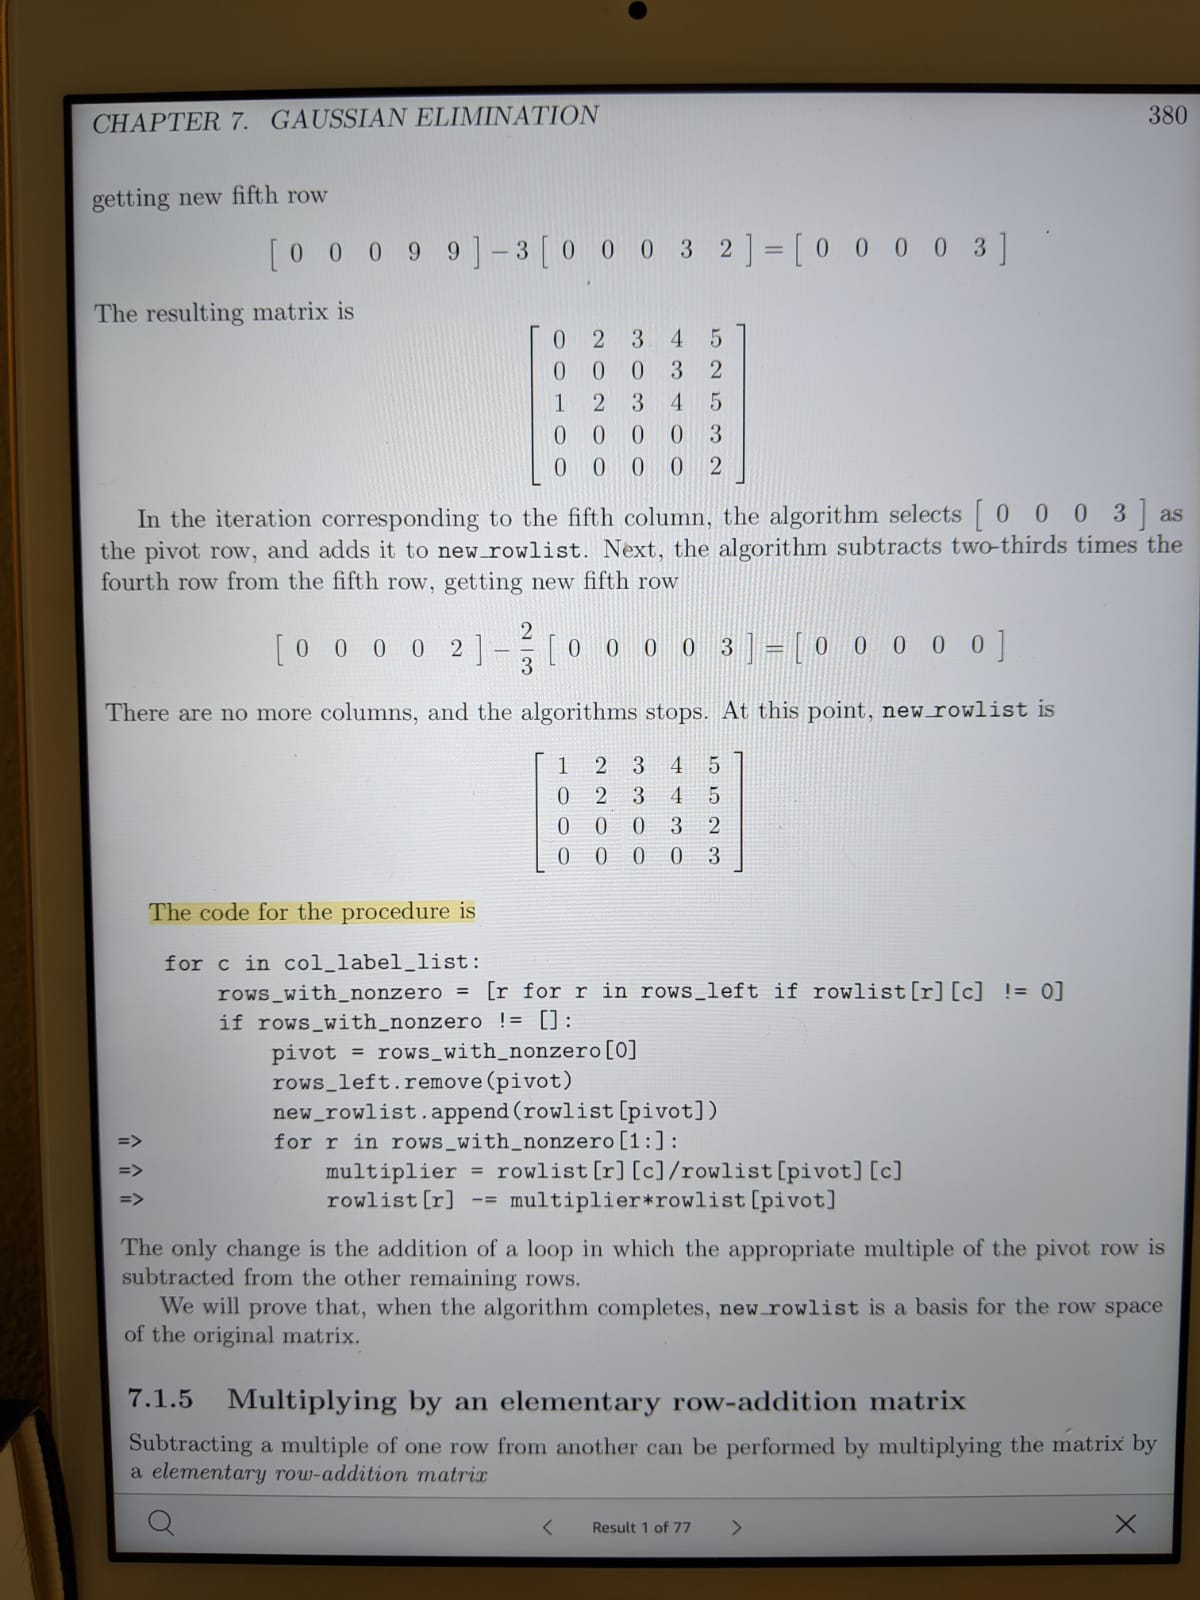 CHAPTER 7. GAUSSIAN ELIMINATION 380
getting new fifth row
[ 0 0 0 9 9 ] − 3 [ 0 0 0 3 2 ] = [ 0 0 0 0 3 ]
The resulting matrix is
0 2 3 4 5
0 0 0 3 2
1 2 3 4 5
0 0 0 0 3
0 0 0 0 2
In the iteration corresponding to the fifth column, the algorithm selects [ 0 0 0 3 ] as
the pivot row, and adds it to new_rowlist. Next, the algorithm subtracts two-thirds times the
fourth row from the fifth row, getting new fifth row
[ 0 0 0 0 2 ] − 2/3 [ 0 0 0 0 3 ] = [ 0 0 0 0 0 ]
There are no more columns, and the algorithms stops. At this point, new_rowlist is
1 2 3 4 5
0 2 3 4 5
0 0 0 3 2
0 0 0 0 3
The code for the procedure is
for c in col_label_list:
rows_with_nonzero = [r for r in rows_left if rowlist[r][c] != 0]
if rows_with_nonzero != []:
pivot = rows_with_nonzero[0]
rows_left.remove(pivot)
new_rowlist.append(rowlist[pivot])
=> for r in rows_with_nonzero[1:]:
=> multiplier = rowlist[r][c]/rowlist[pivot][c]
=> rowlist[r] -= multiplier*rowlist[pivot]
The only change is the addition of a loop in which the appropriate multiple of the pivot row is
subtracted from the other remaining rows.
We will prove that, when the algorithm completes, new_rowlist is a basis for the row space
of the original matrix.
7.1.5 Multiplying by an elementary row-addition matrix
Subtracting a multiple of one row from another can be performed by multiplying the matrix by
a elementary row-addition matrix
< Result 1 of 77 >